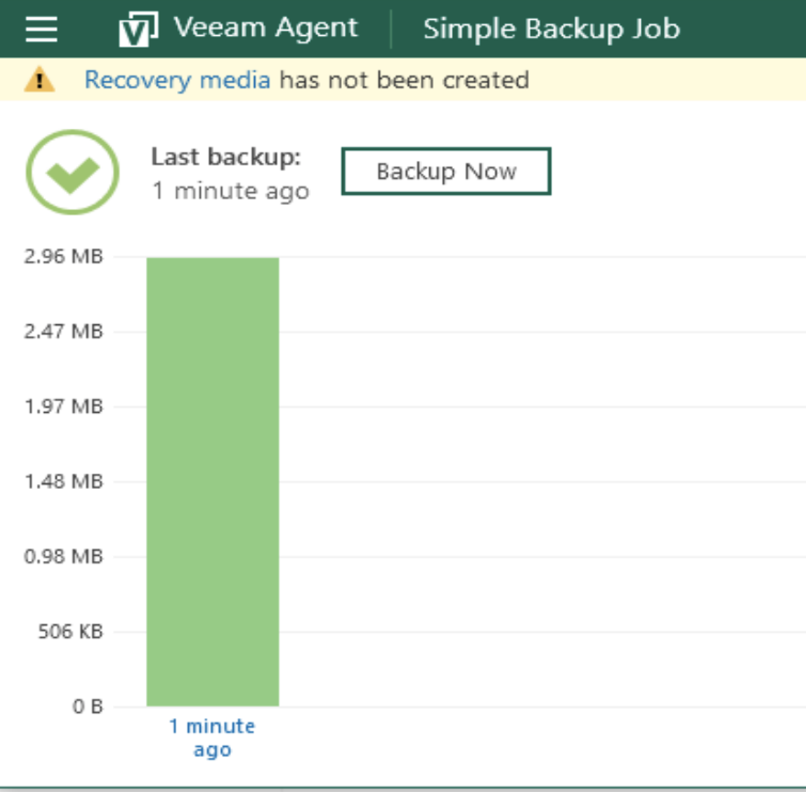 Veeam Agent Simple Backup Job
Recovery media has not been created
Last backup:
1 minute ago
Backup Now
2.96 MB
2.47 MB
1.97 MB
1.48 MB
0.98 MB
506 KB
0 B
1 minute
ago